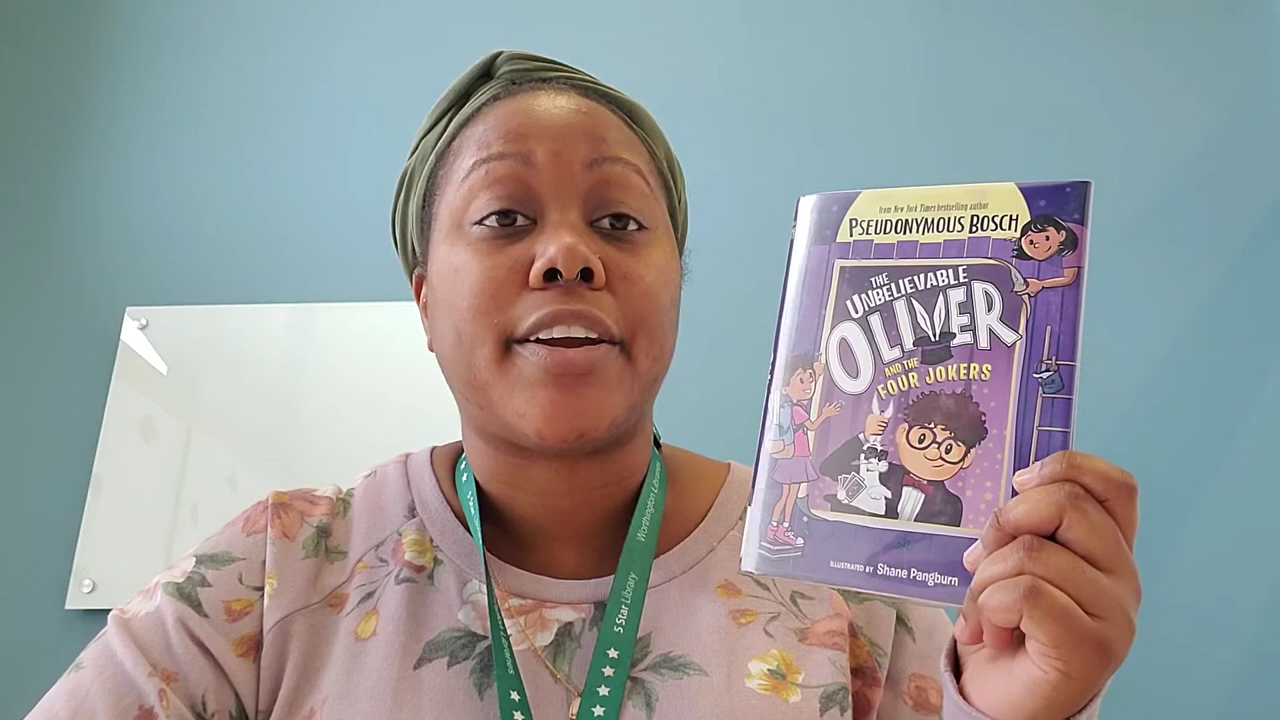 from New York Times bestselling author
PSEUDONYMOUS BOSCH
THE
UNBELIEVABLE
OLIVER
AND THE
FOUR JOKERS
ILLUSTRATED BY Shane Pangburn
Worthington Libraries
5 Star Library